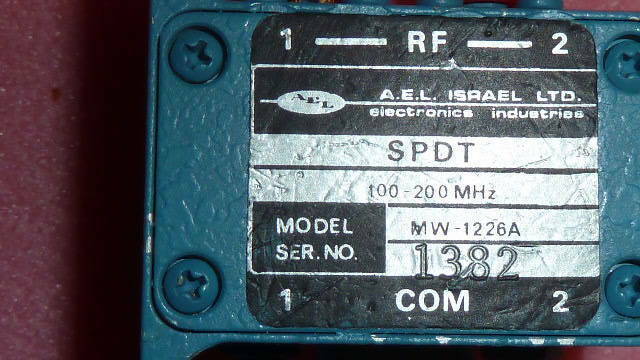 1 — RF — 2
A.E.L. A.E.L. ISRAEL LTD.
electronics industries
SPDT
100-200 MHz
MODEL MW-1226A
SER. NO. 1382
1 COM 2